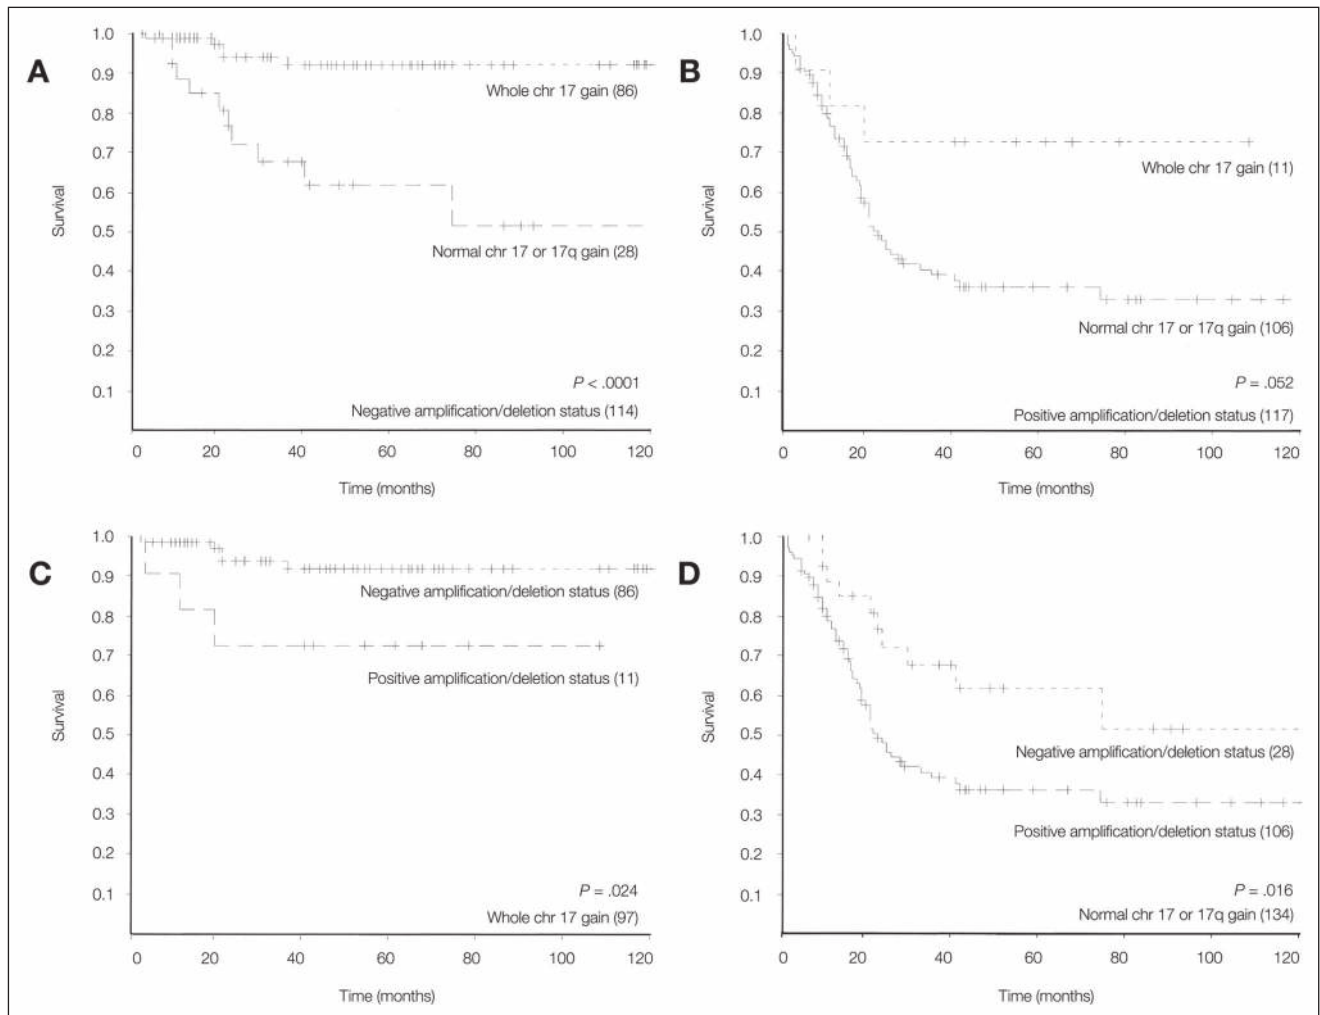 A
1.0
0.9
0.8
0.7
0.6
0.5
0.4
0.3
0.2
0.1
Survival
Whole chr 17 gain (86)
Normal chr 17 or 17q gain (28)
P < .0001
Negative amplification/deletion status (114)
0 20 40 60 80 100 120
Time (months)
B
1.0
0.9
0.8
0.7
0.6
0.5
0.4
0.3
0.2
0.1
Survival
Whole chr 17 gain (11)
Normal chr 17 or 17q gain (106)
P = .052
Positive amplification/deletion status (117)
0 20 40 60 80 100 120
Time (months)
C
1.0
0.9
0.8
0.7
0.6
0.5
0.4
0.3
0.2
0.1
Survival
Negative amplification/deletion status (86)
Positive amplification/deletion status (11)
P = .024
Whole chr 17 gain (97)
0 20 40 60 80 100 120
Time (months)
D
1.0
0.9
0.8
0.7
0.6
0.5
0.4
0.3
0.2
0.1
Survival
Negative amplification/deletion status (28)
Positive amplification/deletion status (106)
P = .016
Normal chr 17 or 17q gain (134)
0 20 40 60 80 100 120
Time (months)